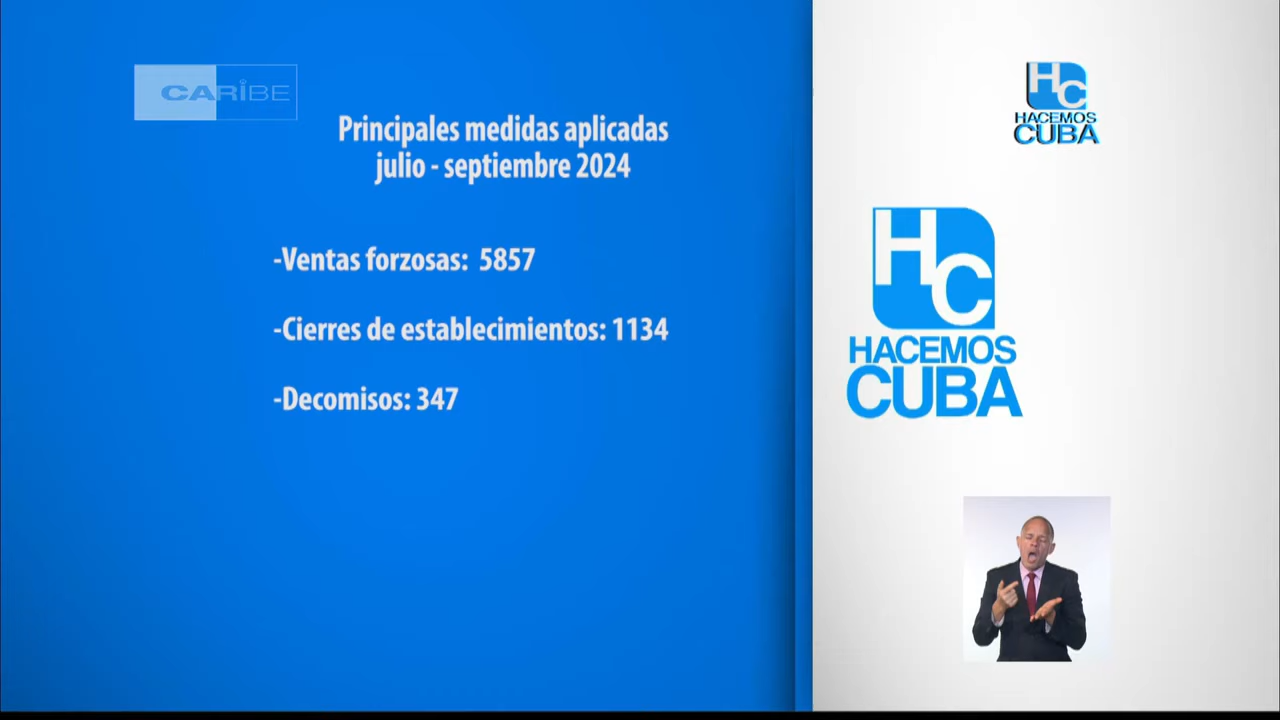 CARIBE
Principales medidas aplicadas
julio - septiembre 2024
-Ventas forzosas: 5857
-Cierres de establecimientos: 1134
-Decomisos: 347
HC
HACEMOS
CUBA
HC
HACEMOS
CUBA